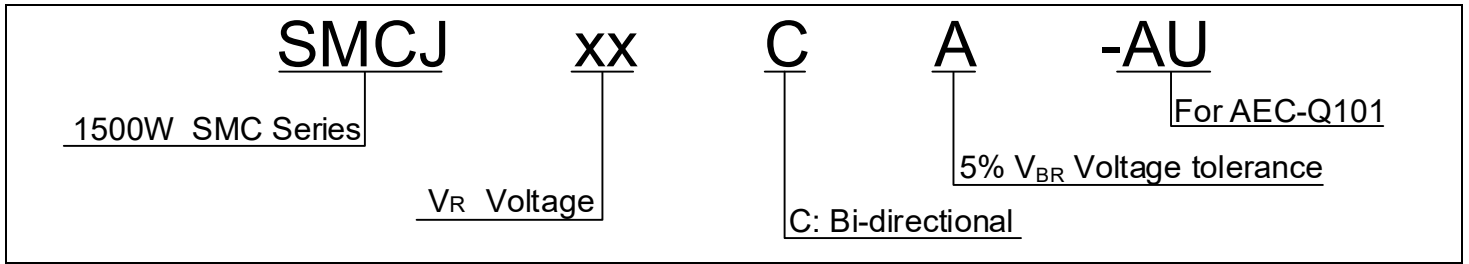 SMCJ xx C A -AU
For AEC-Q101
1500W SMC Series
5% VBR Voltage tolerance
VR Voltage
C: Bi-directional